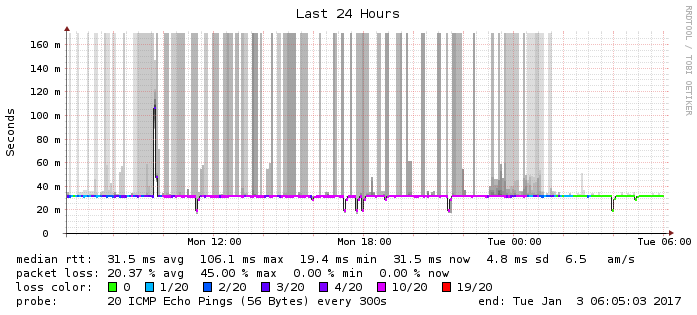 Last 24 Hours
RRDTOOL / TOBI OETIKER
Seconds
160 m
140 m
120 m
100 m
80 m
60 m
40 m
20 m
0
Mon 12:00 Mon 18:00 Tue 00:00 Tue 06:00
median rtt: 31.5 ms avg 106.1 ms max 19.4 ms min 31.5 ms now 4.8 ms sd 6.5 am/s
packet loss: 20.37 % avg 45.00 % max 0.00 % min 0.00 % now
loss color: 0 1/20 2/20 3/20 4/20 10/20 19/20
probe: 20 ICMP Echo Pings (56 Bytes) every 300s end: Tue Jan 3 06:05:03 2017